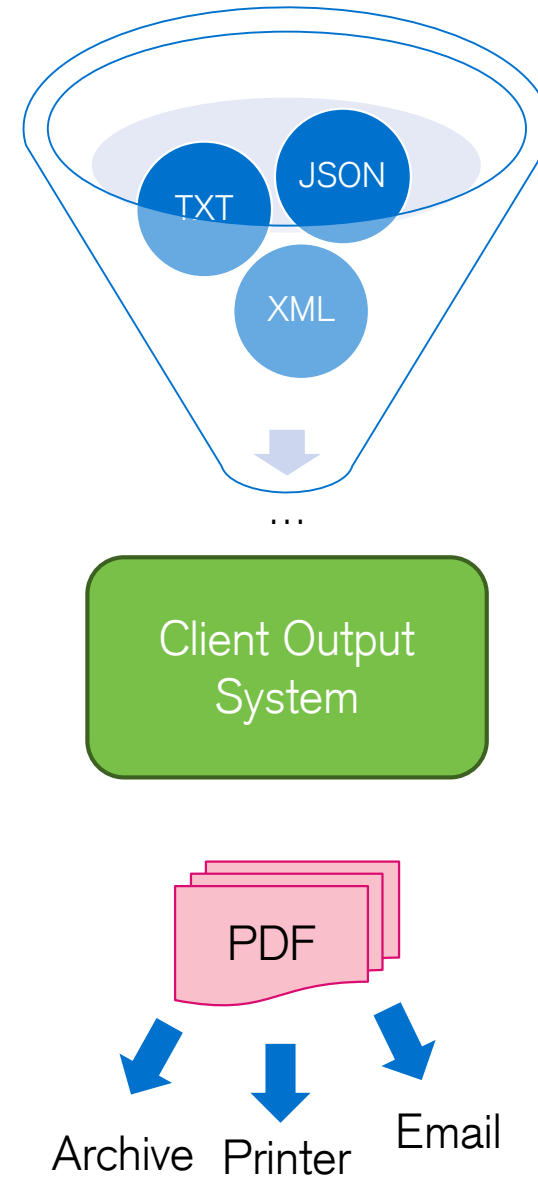 JSON
TXT
XML
...
Client Output
System
PDF
Email
Archive
Printer